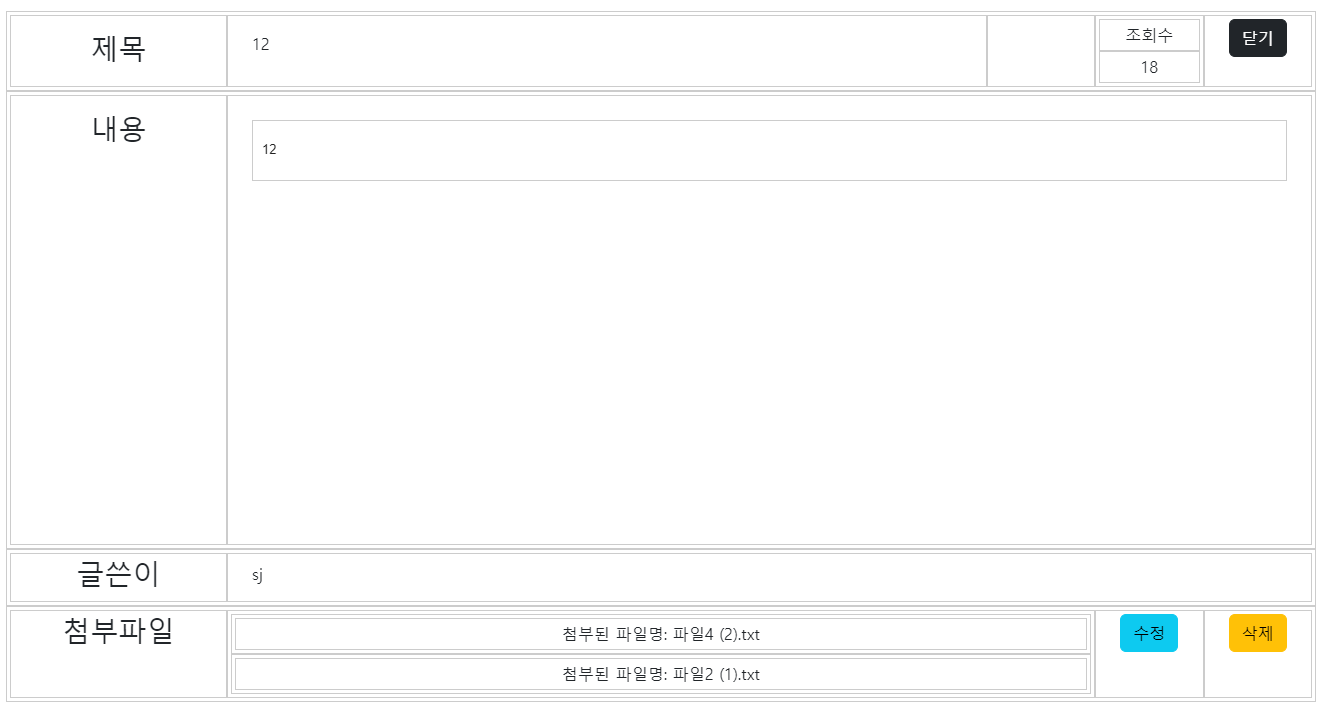 제목
12
조회수
18
닫기
내용
12
글쓴이
sj
첨부파일
첨부된 파일명: 파일4 (2).txt
첨부된 파일명: 파일2 (1).txt
수정
삭제